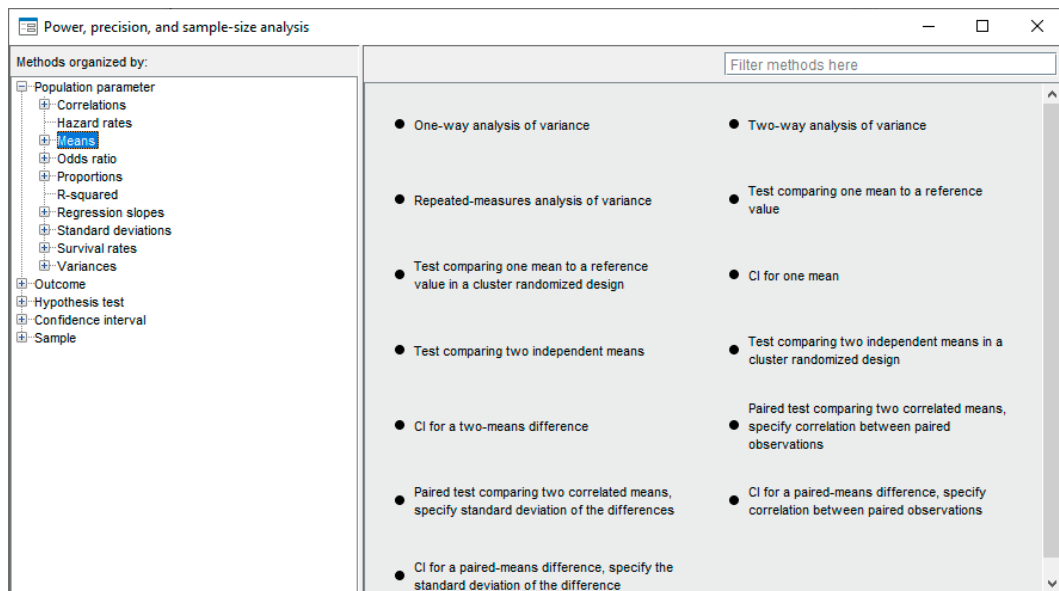 Power, precision, and sample-size analysis
Methods organized by:
Filter methods here
Population parameter
Correlations
Hazard rates
Means
Odds ratio
Proportions
R-squared
Regression slopes
Standard deviations
Survival rates
Variances
Outcome
Hypothesis test
Confidence interval
Sample
One-way analysis of variance
Two-way analysis of variance
Repeated-measures analysis of variance
Test comparing one mean to a reference
value
Test comparing one mean to a reference
value in a cluster randomized design
CI for one mean
Test comparing two independent means
Test comparing two independent means in a
cluster randomized design
CI for a two-means difference
Paired test comparing two correlated means,
specify correlation between paired
observations
Paired test comparing two correlated means,
specify standard deviation of the differences
CI for a paired-means difference, specify
correlation between paired observations
CI for a paired-means difference, specify the
standard deviation of the difference